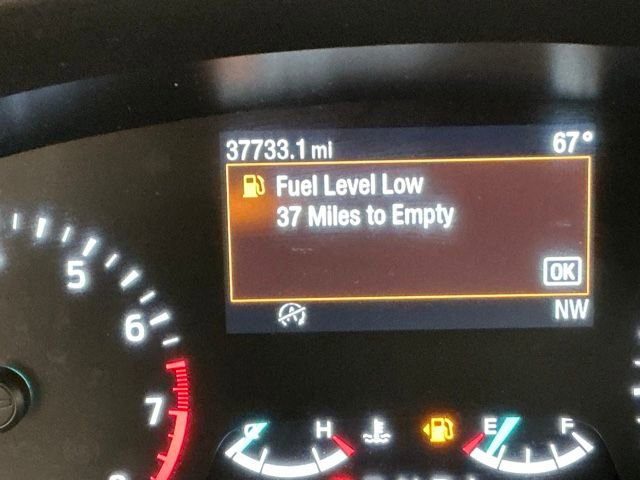 37733.1 mi 67°
Fuel Level Low
37 Miles to Empty
OK
NW
5
6
7
C H E F